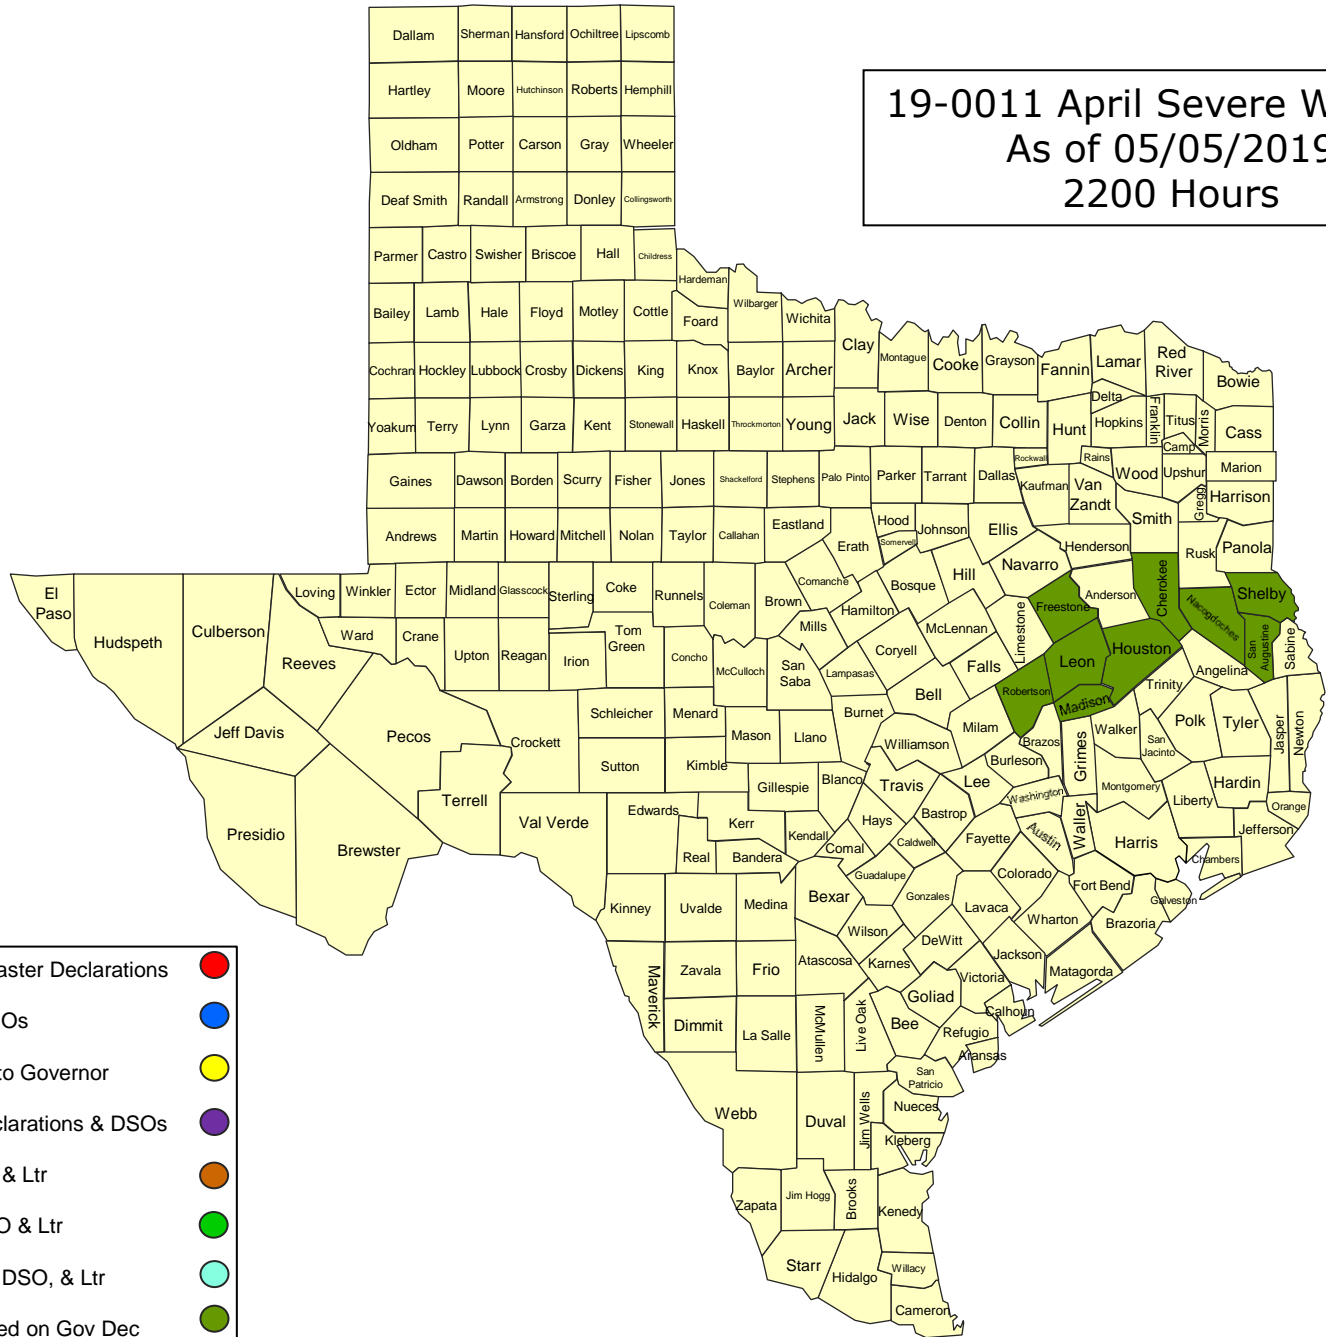 Dallam Sherman Hansford Ochiltree Lipscomb
Hartley Moore Hutchinson Roberts Hemphill
19-0011 April Severe W
As of 05/05/2019
2200 Hours
Oldham Potter Carson Gray Wheeler
Deaf Smith Randall Armstrong Donley Collingsworth
Parmer Castro Swisher Briscoe Hall Childress
Hardeman
Wilbarger
Bailey Lamb Hale Floyd Motley Cottle Foard Wichita
Clay
Montague Cooke Grayson Fannin Lamar
Red
River
Bowie
Cochran Hockley Lubbock Crosby Dickens King Knox Baylor Archer
Delta
Yoakum Terry Lynn Garza Kent Stonewall Haskell Throckmorton Young Jack Wise Denton Collin Hunt Hopkins Franklin Titus Morris Cass
Camp
Rockwall Rains
Gaines Dawson Borden Scurry Fisher Jones Shackelford Stephens Palo Pinto Parker Tarrant Dallas Kaufman
Van
Zandt
Wood Upshur Marion
Gregg Harrison
Andrews Martin Howard Mitchell Nolan Taylor Callahan Eastland Erath Hood Somervell Johnson Ellis Henderson Smith Rusk Panola
El
Paso
Hudspeth Culberson Loving Winkler Ector Midland Glasscock Sterling Coke Runnels Coleman Brown Comanche Hamilton Bosque Hill Navarro Freestone Anderson Cherokee Nacogdoches Shelby
Reeves Ward Crane Upton Reagan Irion
Tom
Green
Concho McCulloch
San
Saba
Mills Lampasas Coryell McLennan Limestone Falls Leon Houston Angelina
San
Augustine
Sabine
Jeff Davis Pecos Crockett Schleicher Menard Mason Llano Burnet Bell Milam Robertson Madison Trinity Polk Tyler Jasper Newton
Walker
San
Jacinto
Presidio Brewster Terrell Val Verde Sutton Kimble Gillespie Blanco Williamson Travis Lee Burleson Brazos Grimes Montgomery Liberty Hardin Orange
Washington
Edwards Kerr Real Bandera Kendall Comal Hays Caldwell Bastrop Fayette Austin Waller Harris Chambers Jefferson
Kinney Uvalde Medina Bexar Guadalupe Gonzales Lavaca Colorado Fort Bend Galveston
Wharton Brazoria
Maverick Zavala Frio Atascosa Wilson Karnes DeWitt Jackson Matagorda
Victoria
Dimmit La Salle McMullen Live Oak Bee Goliad Calhoun
Refugio
Aransas
San
Patricio
Webb Duval Jim Wells Nueces
Kleberg
Zapata Jim Hogg Brooks Kenedy
Starr Hidalgo Willacy
Cameron
aster Declarations
Os
to Governor
clarations & DSOs
& Ltr
O & Ltr
DSO, & Ltr
ed on Gov Dec